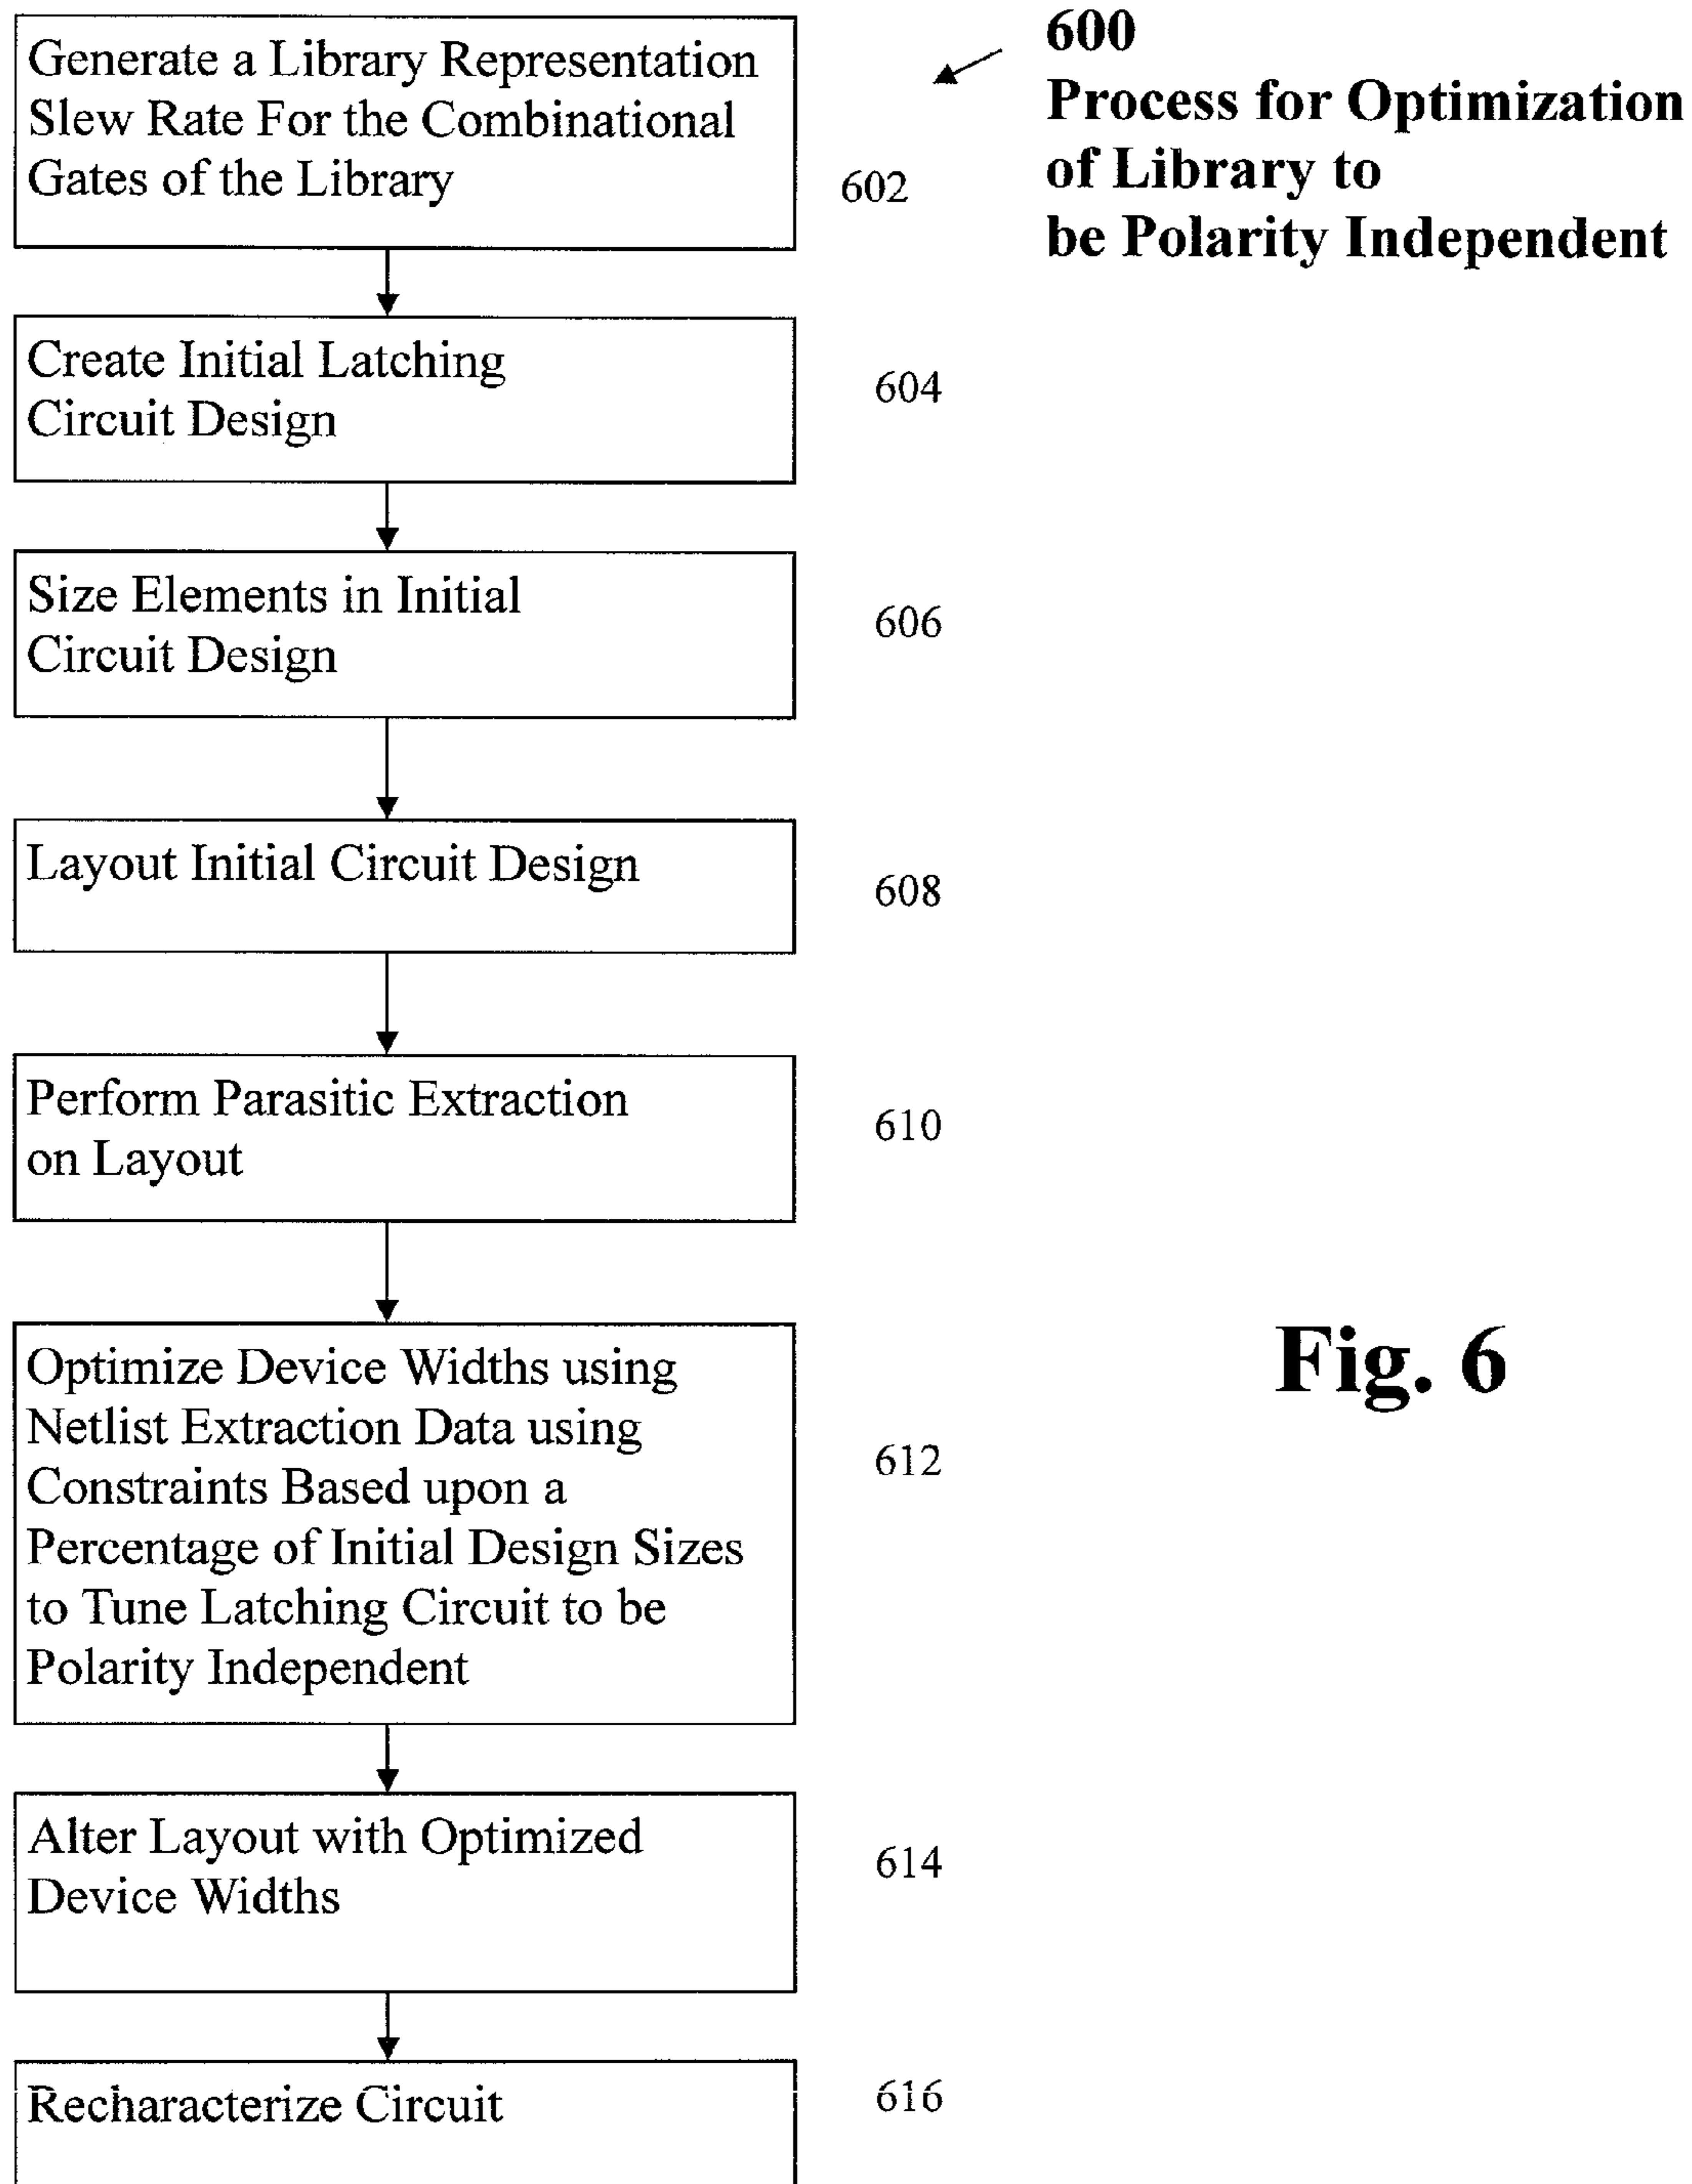 600
Process for Optimization
of Library to
be Polarity Independent
Generate a Library Representation
Slew Rate For the Combinational
Gates of the Library
602
Create Initial Latching
Circuit Design
604
Size Elements in Initial
Circuit Design
606
Layout Initial Circuit Design
608
Perform Parasitic Extraction
on Layout
610
Optimize Device Widths using
Netlist Extraction Data using
Constraints Based upon a
Percentage of Initial Design Sizes
to Tune Latching Circuit to be
Polarity Independent
612
Fig. 6
Alter Layout with Optimized
Device Widths
614
Recharacterize Circuit
616